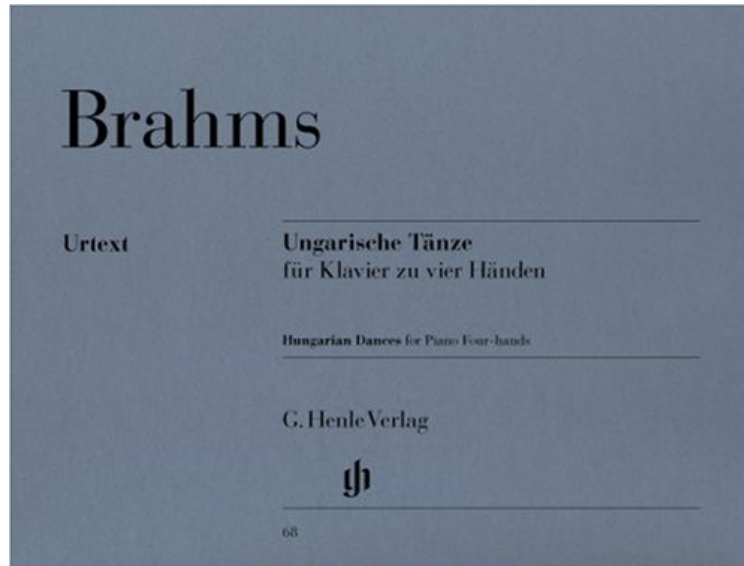 Brahms
Urtext
Ungarische Tänze
für Klavier zu vier Händen
Hungarian Dances for Piano Four-hands
G. Henle Verlag
68